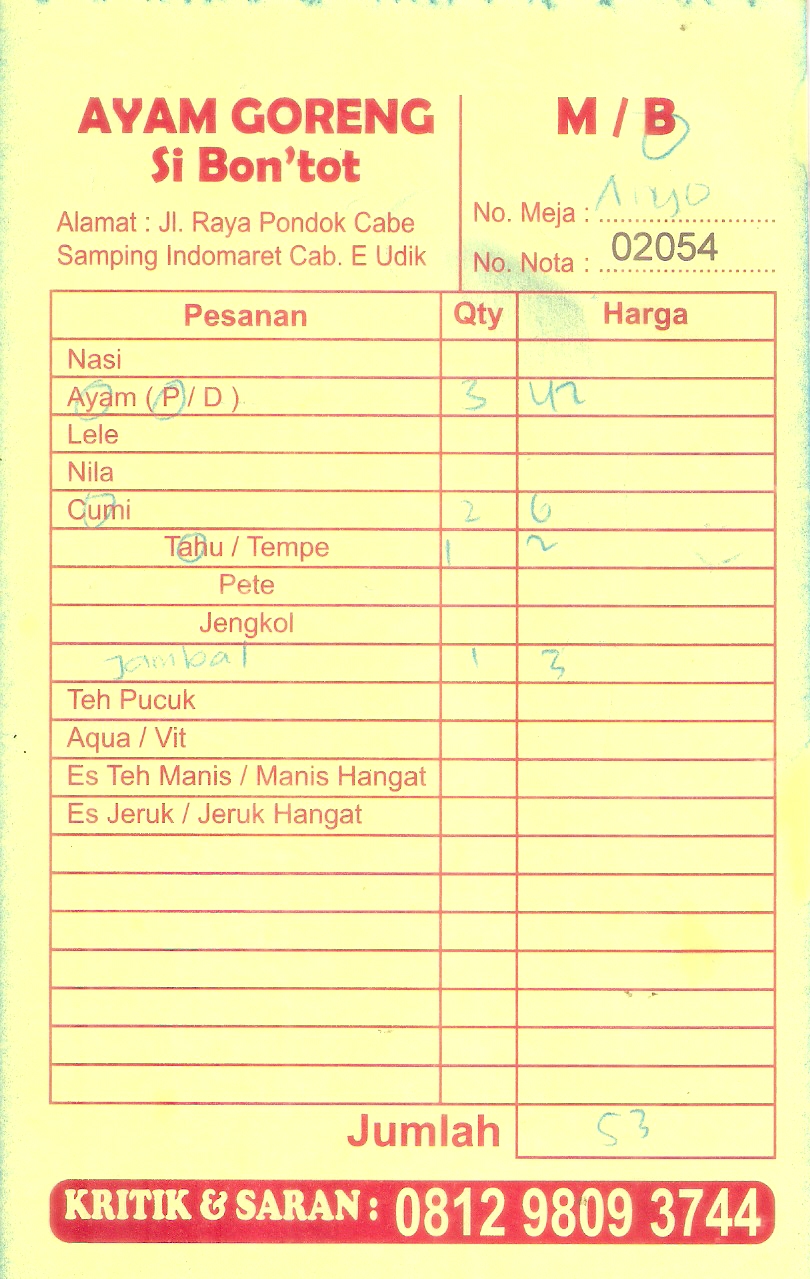 AYAM GORENG
Si Bon'tot
Alamat : Jl. Raya Pondok Cabe
Samping Indomaret Cab. E Udik
M / B
No. Meja :
No. Nota : 02054
Pesanan Qty Harga
Nasi
Ayam ( P / D ) 3 42
Lele
Nila
Cumi 2 6
Tahu / Tempe 1 2
Pete
Jengkol
Jambal 1 3
Teh Pucuk
Aqua / Vit
Es Teh Manis / Manis Hangat
Es Jeruk / Jeruk Hangat
Jumlah 53
KRITIK & SARAN : 0812 9809 3744